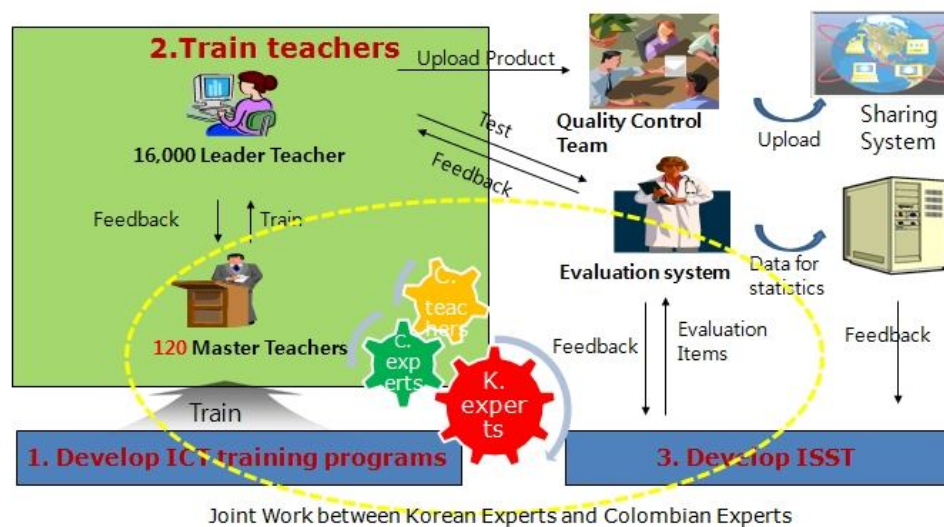 2.Train teachers
16,000 Leader Teacher
Feedback
Train
120 Master Teachers
C.
teac
hers
C.
exp
erts
K.
exper
ts
Train
1. Develop ICT training programs
Upload Product
Test
Feedback
Quality Control
Team
Upload
Sharing
System
Evaluation system
Data for
statistics
Feedback
Evaluation
Items
Feedback
3. Develop ISST
Joint Work between Korean Experts and Colombian Experts